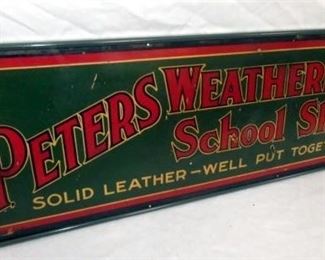 PETERS WEATHER
School S
SOLID LEATHER – WELL PUT TOGE